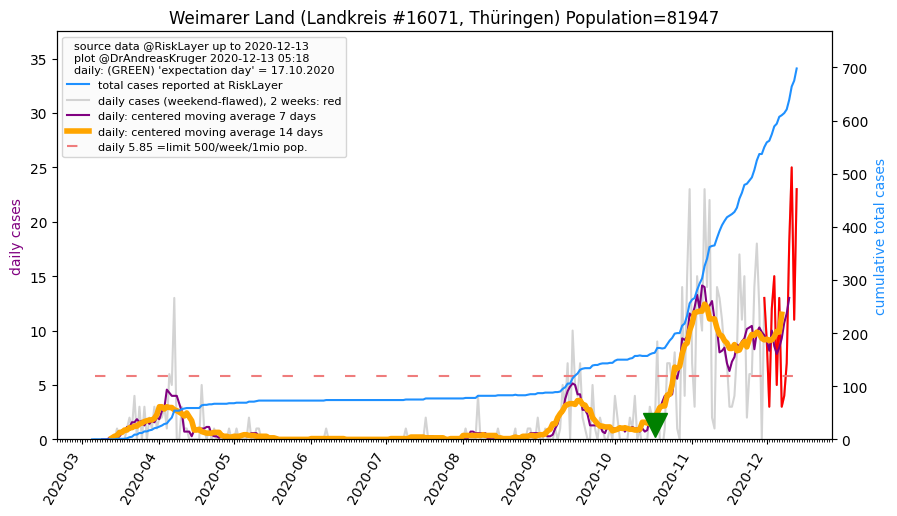 Weimarer Land (Landkreis #16071, Thüringen) Population=81947
source data @RiskLayer up to 2020-12-13
plot @DrAndreasKruger 2020-12-13 05:18
daily: (GREEN) 'expectation day' = 17.10.2020
total cases reported at RiskLayer
daily cases (weekend-flawed), 2 weeks: red
daily: centered moving average 7 days
daily: centered moving average 14 days
daily 5.85 =limit 500/week/1mio pop.
daily cases
35
30
25
20
15
10
5
0
cumulative total cases
700
600
500
400
300
200
100
0
2020-03
2020-04
2020-05
2020-06
2020-07
2020-08
2020-09
2020-10
2020-11
2020-12